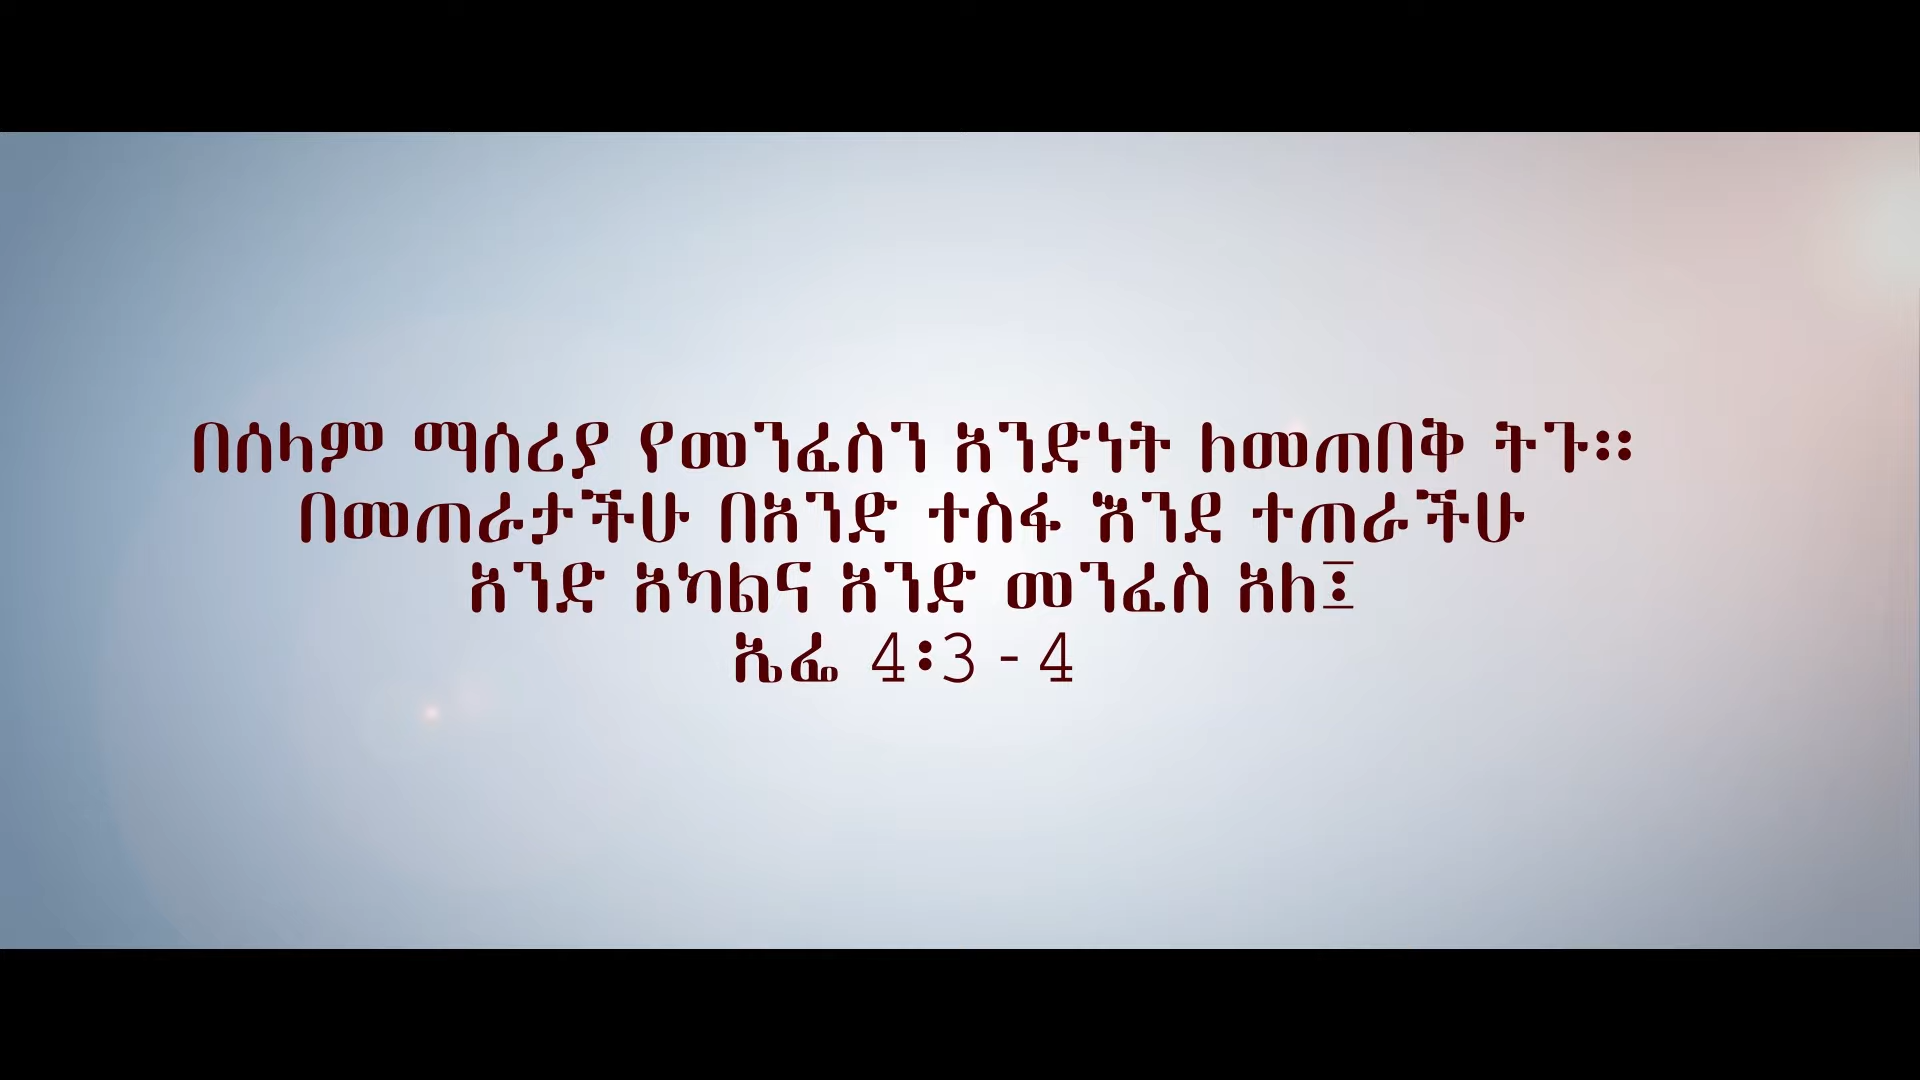 በሰላም ማሰሪያ የመንፈስን አንድነት ለመጠበቅ ትጉ።
በመጠራታችሁ በአንድ ተስፋ እንደ ተጠራችሁ
አንድ አካልና አንድ መንፈስ አለ፤
ኤፌ 4፡3 - 4